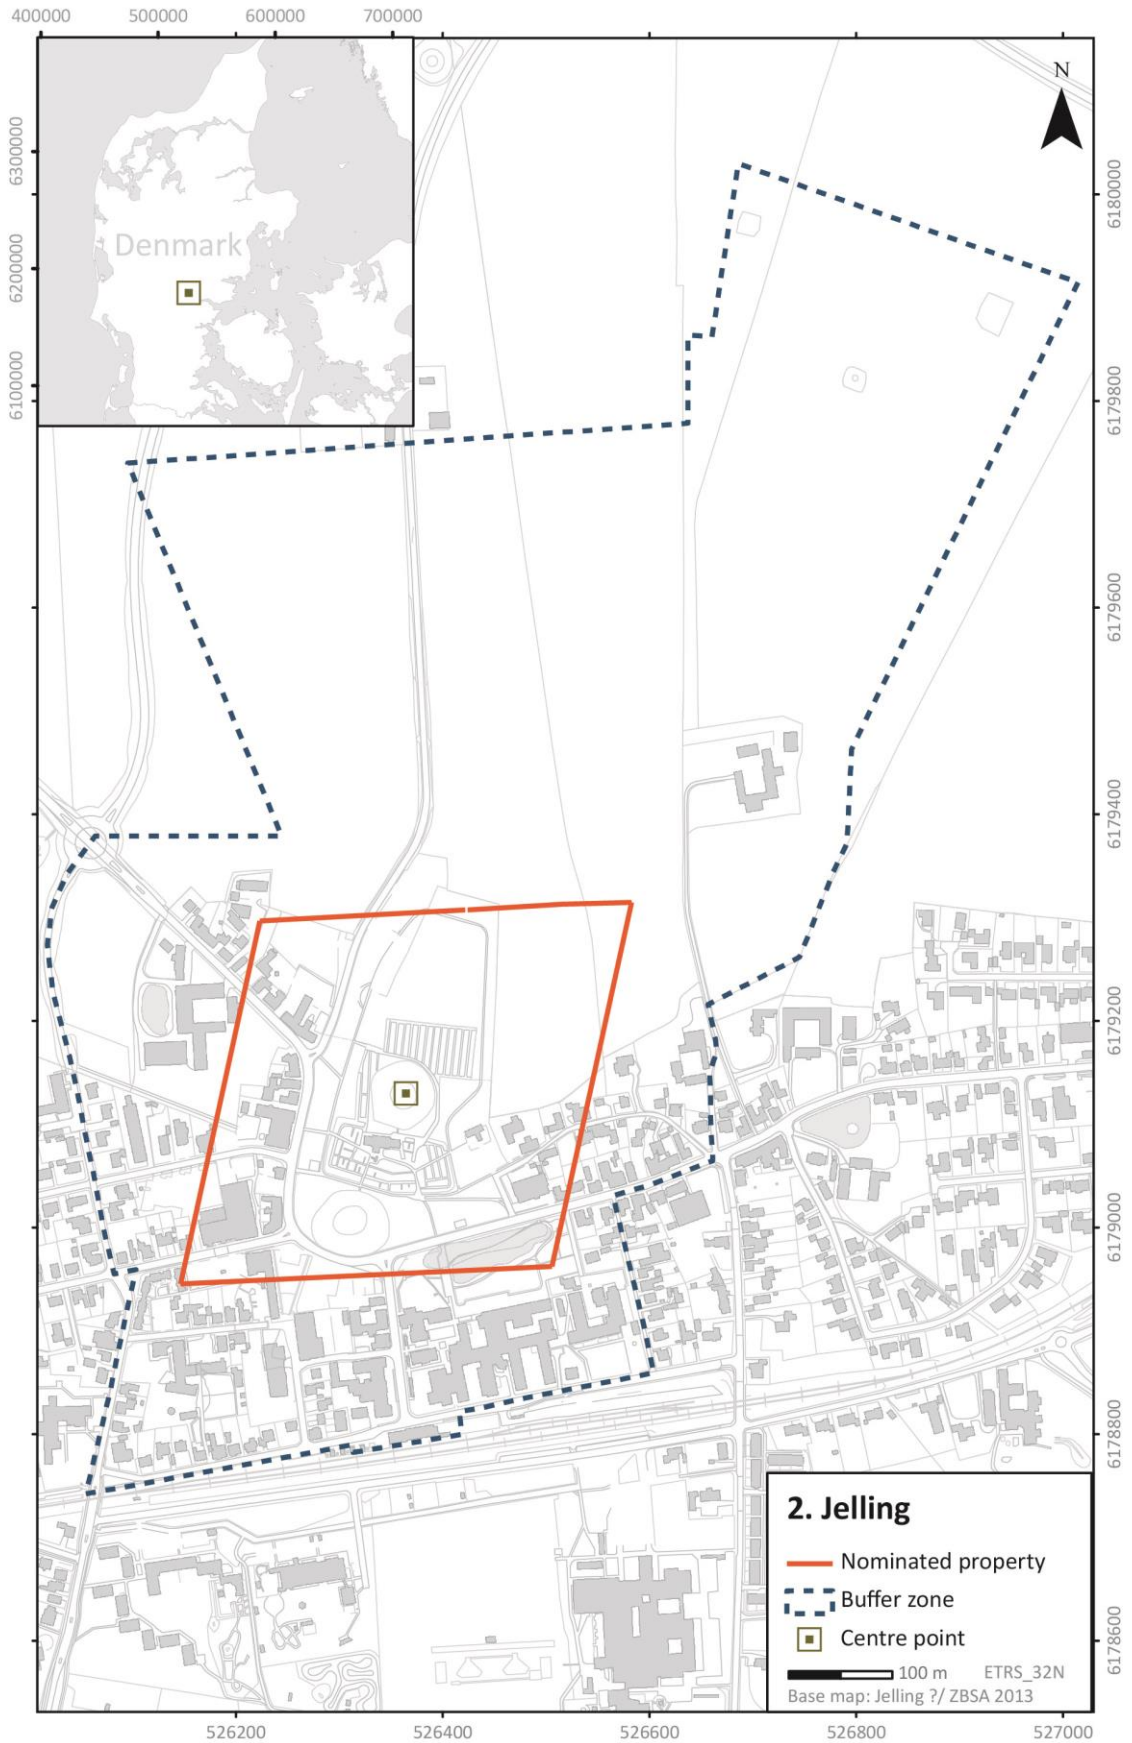 400000 500000 600000 700000
6300000
6200000
6100000
Denmark
N
6180000
6179800
6179600
6179400
6179200
6179000
6178800
6178600
2. Jelling
Nominated property
Buffer zone
Centre point
100 m ETRS_32N
Base map: Jelling ?/ ZBSA 2013
526200 526400 526600 526800 527000